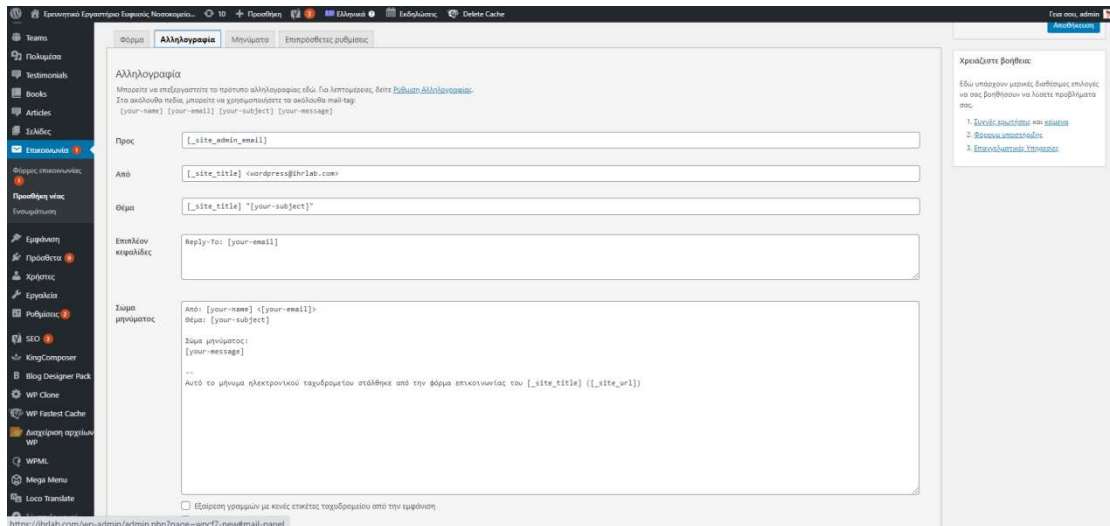 Ερευνητικό Εργαστήριο Ευφυούς Νοσοκομείο... 10 Προσθήκη 3 Ελληνικά Εκδηλώσεις Delete Cache Γεια σου, admin
Teams
Πολυμέσα
Testimonials
Books
Articles
Σελίδες
Επικοινωνία 1
Φόρμες επικοινωνίας
1
Προσθήκη νέας
Ενσωμάτωση
Εμφάνιση
Πρόσθετα 9
Χρήστες
Εργαλεία
Ρυθμίσεις 2
SEO 3
KingComposer
Blog Designer Pack
WP Clone
WP Fastest Cache
Διαχείριση αρχείων
WP
WPML
Mega Menu
Loco Translate
Φόρμα Αλληλογραφία Μηνύματα Επιπρόσθετες ρυθμίσεις
Αλληλογραφία
Μπορείτε να επεξεργαστείτε το πρότυπο αλληλογραφίας εδώ. Για λεπτομέρειες, δείτε Ρύθμιση Αλληλογραφίας.
Στα ακόλουθα πεδία, μπορείτε να χρησιμοποιήσετε τα ακόλουθα mail-tag:
[your-name] [your-email] [your-subject] [your-message]
Προς [_site_admin_email]
Από [_site_title] <wordpress@ihrlab.com>
Θέμα [_site_title] "[your-subject]"
Επιπλέον
κεφαλίδες
Reply-To: [your-email]
Σώμα
μηνύματος
Από: [your-name] <[your-email]>
Θέμα: [your-subject]
Σώμα μηνύματος:
[your-message]
--
Αυτό το μήνυμα ηλεκτρονικού ταχυδρομείου στάλθηκε από την φόρμα επικοινωνίας του [_site_title] ([_site_url])
Εξαίρεση γραμμών με κενές ετικέτες ταχυδρομείου από την εμφάνιση
Αποθήκευση
Χρειάζεστε βοήθεια;
Εδώ υπάρχουν μερικές διαθέσιμες επιλογές
να σας βοηθήσουν να λύσετε προβλήματα
σας.
1. Συχνές ερωτήσεις και κείμενα
2. Φόρουμ υποστήριξης
3. Επαγγελματικές Υπηρεσίες
https://ihrlab.com/wp-admin/admin.php?page=wpcf7-new#mail-panel